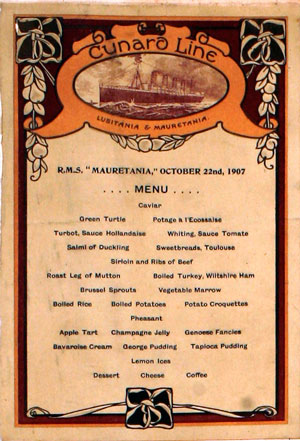 Cunard Line
LUSITANIA & MAURETANIA.
R.M.S. "MAURETANIA," OCTOBER 22nd, 1907
.... MENU ....
Caviar
Green Turtle Potage à l'Ecossaise
Turbot, Sauce Hollandaise Whiting, Sauce Tomate
Salmi of Duckling Sweetbreads, Toulouse
Sirloin and Ribs of Beef
Roast Leg of Mutton Boiled Turkey, Wiltshire Ham
Brussel Sprouts Vegetable Marrow
Boiled Rice Boiled Potatoes Potato Croquettes
Pheasant
Apple Tart Champagne Jelly Genoese Fancies
Bavaroise Cream George Pudding Tapioca Pudding
Lemon Ices
Dessert Cheese Coffee